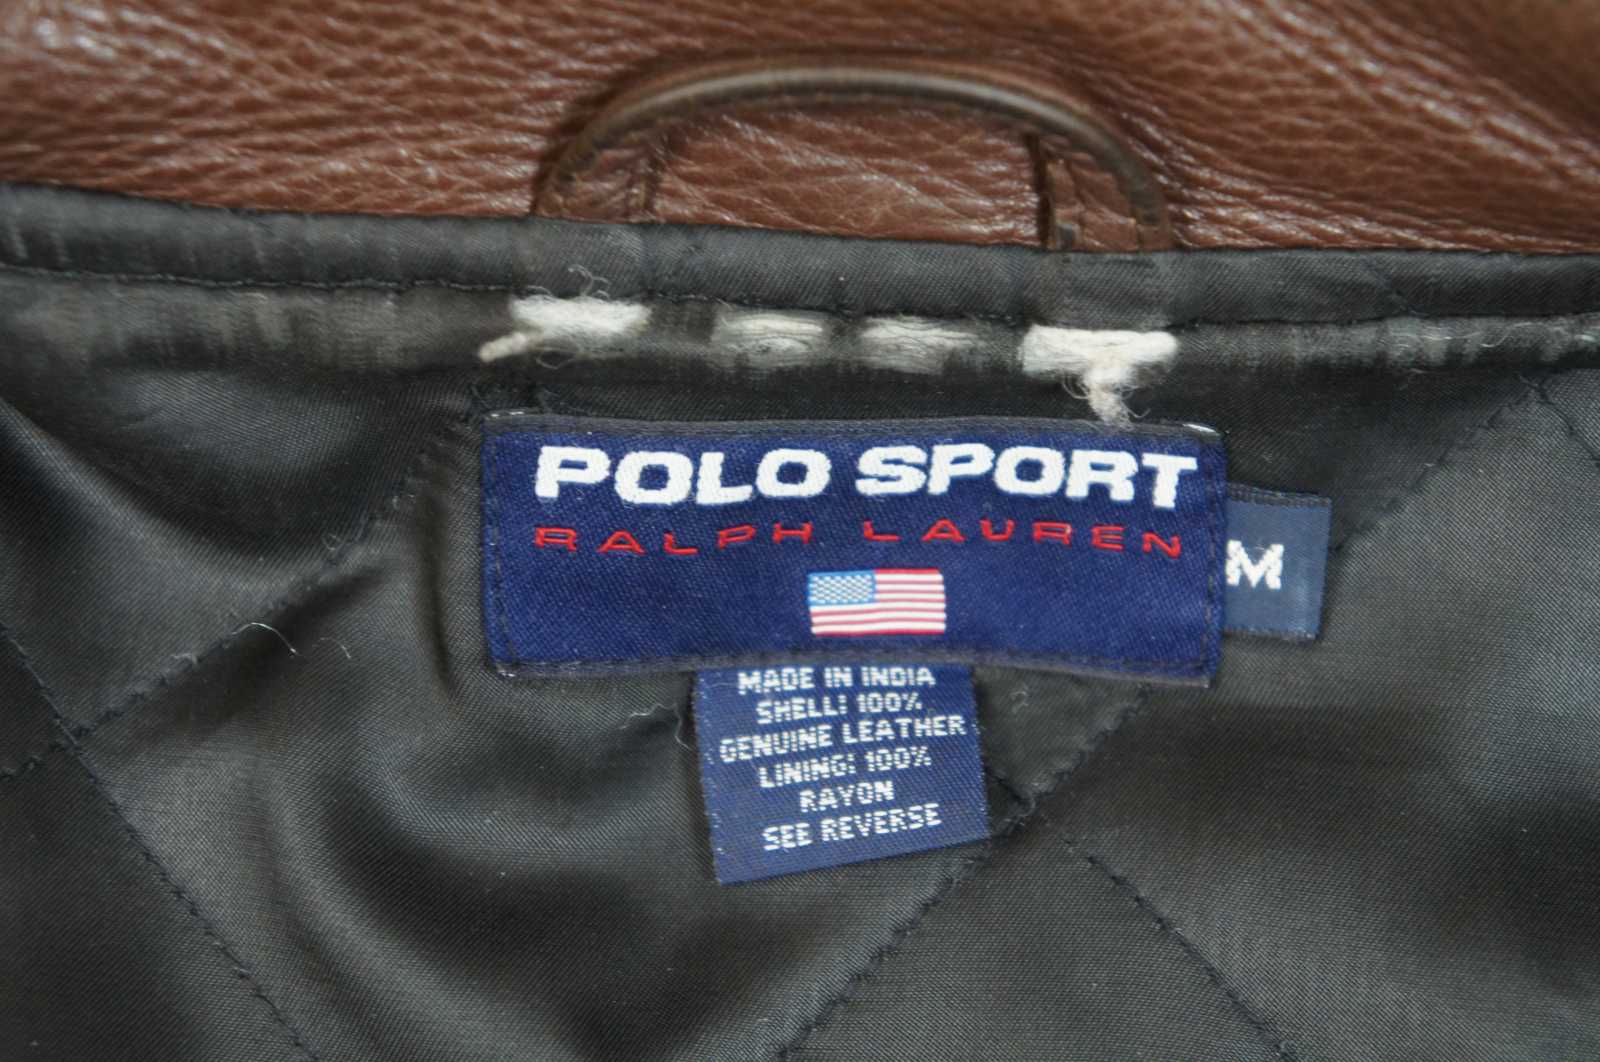 POLO SPORT
RALPH LAUREN
M
MADE IN INDIA
SHELL: 100%
GENUINE LEATHER
LINING: 100%
RAYON
SEE REVERSE